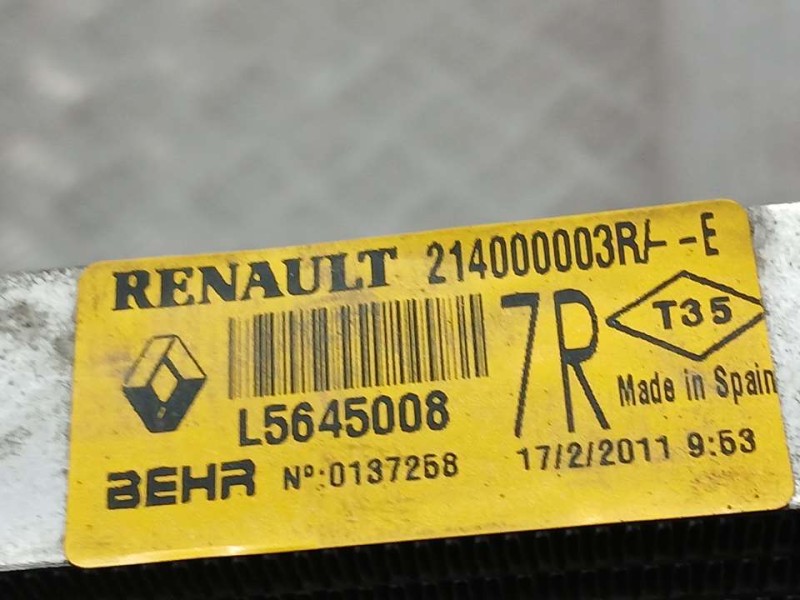 RENAULT 214000003R/--E
L5645008
7R
T35
Made in Spain
BEHR Nº:0137258
17/2/2011 9:53